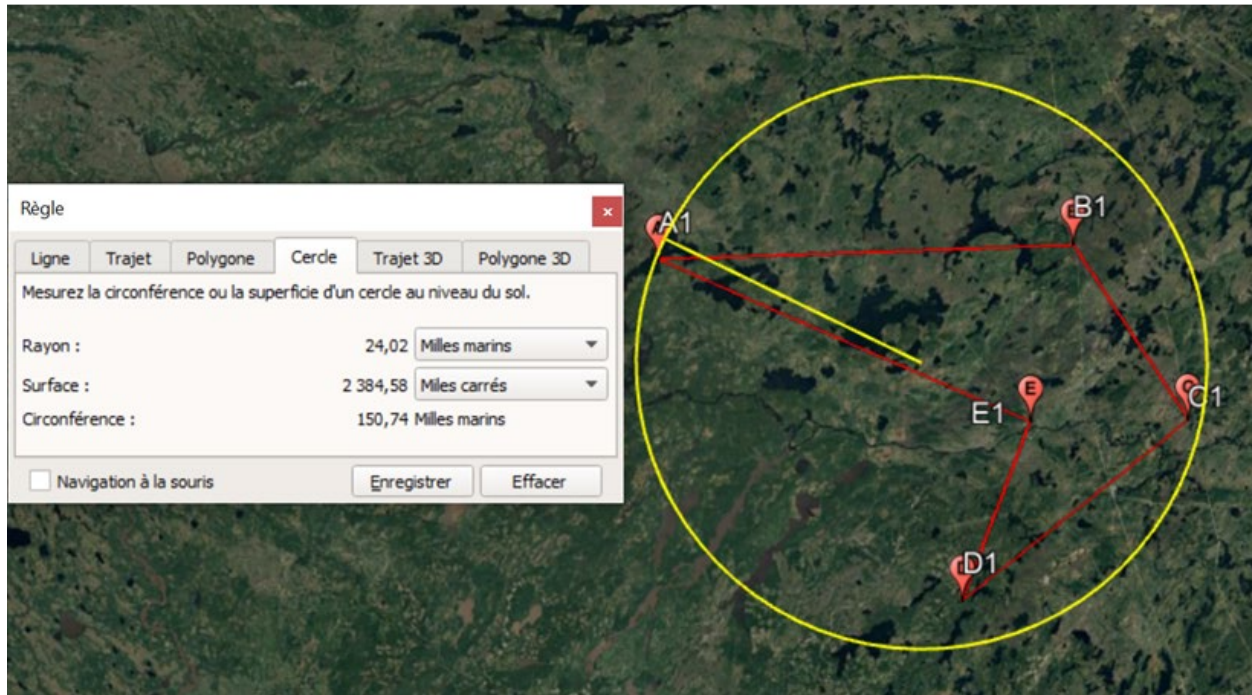 Règle
Ligne Trajet Polygone Cercle Trajet 3D Polygone 3D
Mesurez la circonférence ou la superficie d'un cercle au niveau du sol.
Rayon : 24,02 Milles marins
Surface : 2 384,58 Miles carrés
Circonférence : 150,74 Milles marins
Navigation à la souris Enregistrer Effacer
A1
B1
C1
E
E1
D1